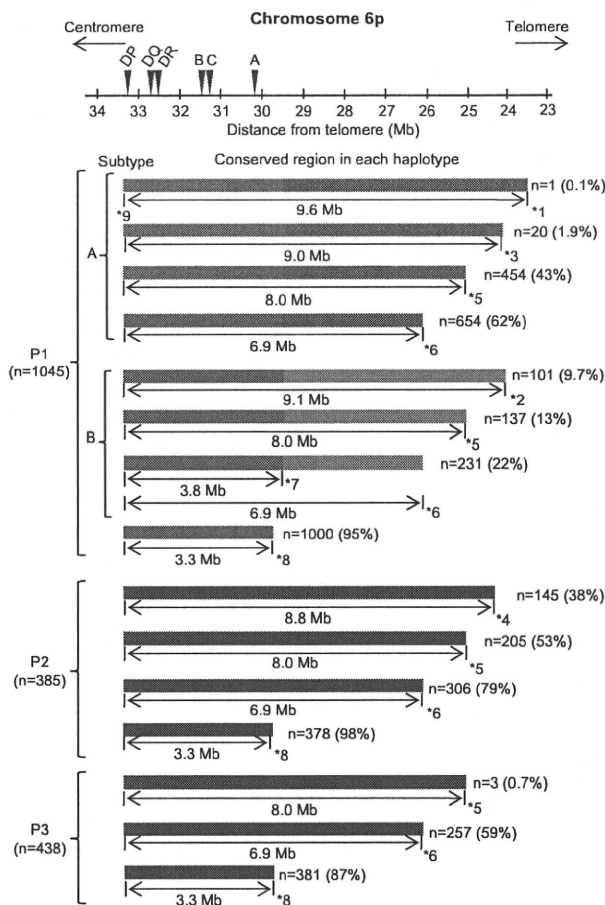 Chromosome 6p
Centromere
Telomere
DP DQ DR B C A
34 33 32 31 30 29 28 27 26 25 24 23
Distance from telomere (Mb)
Subtype Conserved region in each haplotype
n=1 (0.1%)
*9 9.6 Mb *1
n=20 (1.9%)
9.0 Mb *3
A
n=454 (43%)
8.0 Mb *5
n=654 (62%)
6.9 Mb *6
P1
(n=1045)
n=101 (9.7%)
9.1 Mb *2
n=137 (13%)
B
8.0 Mb *5
n=231 (22%)
3.8 Mb *7
6.9 Mb *6
n=1000 (95%)
3.3 Mb *8
n=145 (38%)
8.8 Mb *4
n=205 (53%)
P2
(n=385)
8.0 Mb *5
n=306 (79%)
6.9 Mb *6
n=378 (98%)
3.3 Mb *8
n=3 (0.7%)
8.0 Mb *5
P3
(n=438)
n=257 (59%)
6.9 Mb *6
n=381 (87%)
3.3 Mb *8